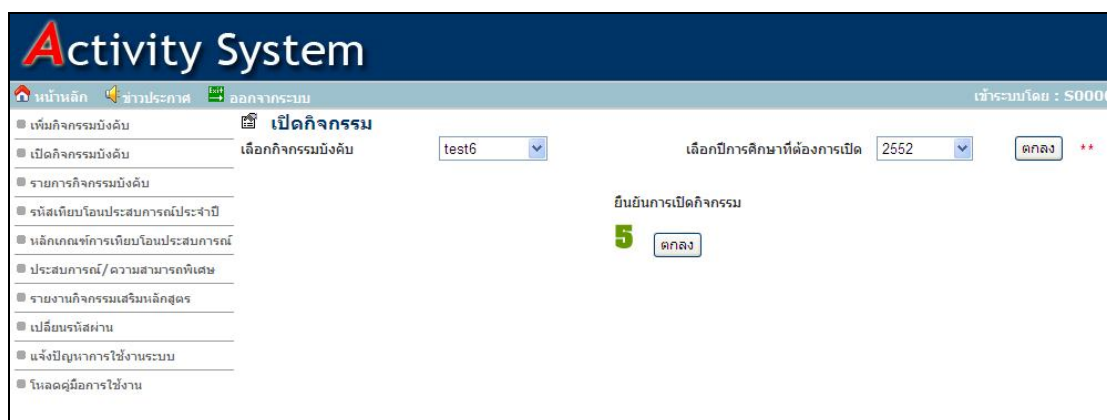 Activity System
หน้าหลัก ข่าวประกาศ ออกจากระบบ เข้าระบบโดย : S0000
เพิ่มกิจกรรมบังคับ
เปิดกิจกรรมบังคับ
รายการกิจกรรมบังคับ
รหัสเทียบโอนประสบการณ์ประจำปี
หลักเกณฑ์การเทียบโอนประสบการณ์
ประสบการณ์/ความสามารถพิเศษ
รายงานกิจกรรมเสริมหลักสูตร
เปลี่ยนรหัสผ่าน
แจ้งปัญหาการใช้งานระบบ
โหลดคู่มือการใช้งาน
เปิดกิจกรรม
เลือกกิจกรรมบังคับ test6 เลือกปีการศึกษาที่ต้องการเปิด 2552 ตกลง **
ยืนยันการเปิดกิจกรรม
5 ตกลง